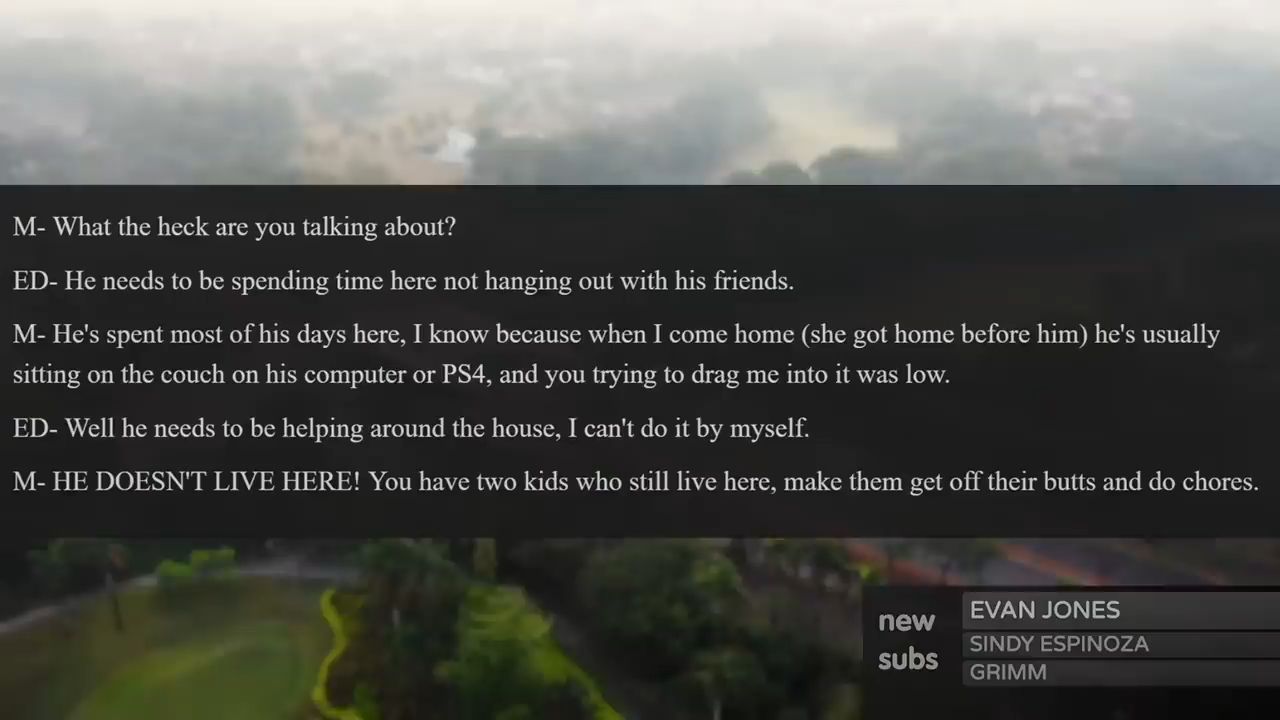 M- What the heck are you talking about?
ED- He needs to be spending time here not hanging out with his friends.
M- He's spent most of his days here, I know because when I come home (she got home before him) he's usually
sitting on the couch on his computer or PS4, and you trying to drag me into it was low.
ED- Well he needs to be helping around the house, I can't do it by myself.
M- HE DOESN'T LIVE HERE! You have two kids who still live here, make them get off their butts and do chores.
new
subs
EVAN JONES
SINDY ESPINOZA
GRIMM